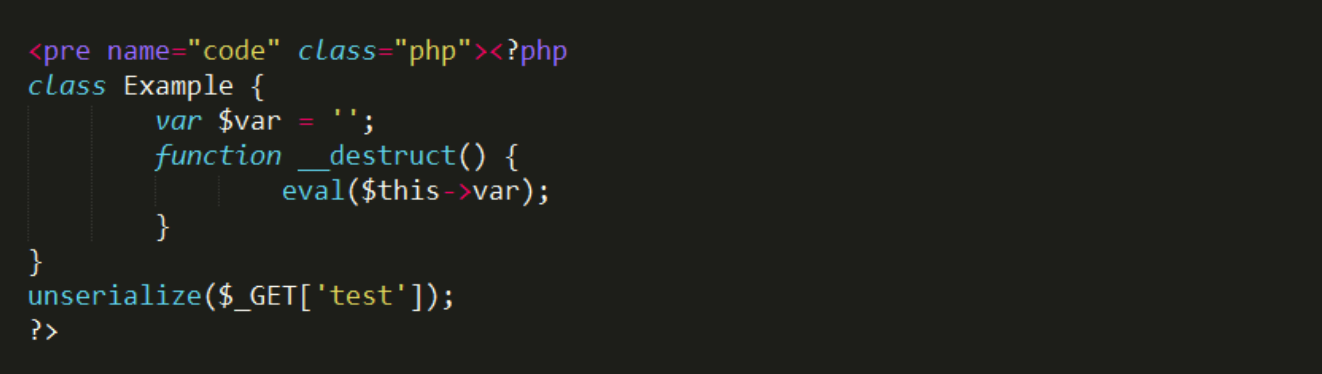 <pre name="code" class="php"><?php
class Example {
        var $var = '';
        function __destruct() {
                eval($this->var);
        }
}
unserialize($_GET['test']);
?>